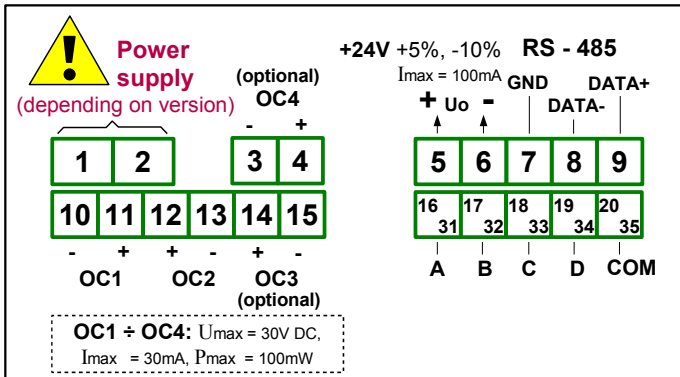 Power
supply
(depending on version)
(optional)
OC4
- +
+24V +5%, -10% RS - 485
Imax = 100mA
GND DATA+
+ Uo - DATA-
1 2 3 4 5 6 7 8 9
10 11 12 13 14 15
16 17 18 19 20
31 32 33 34 35
- + + - + -
OC1 OC2 OC3
(optional)
A B C D COM
OC1 ÷ OC4: Umax = 30V DC,
Imax = 30mA, Pmax = 100mW